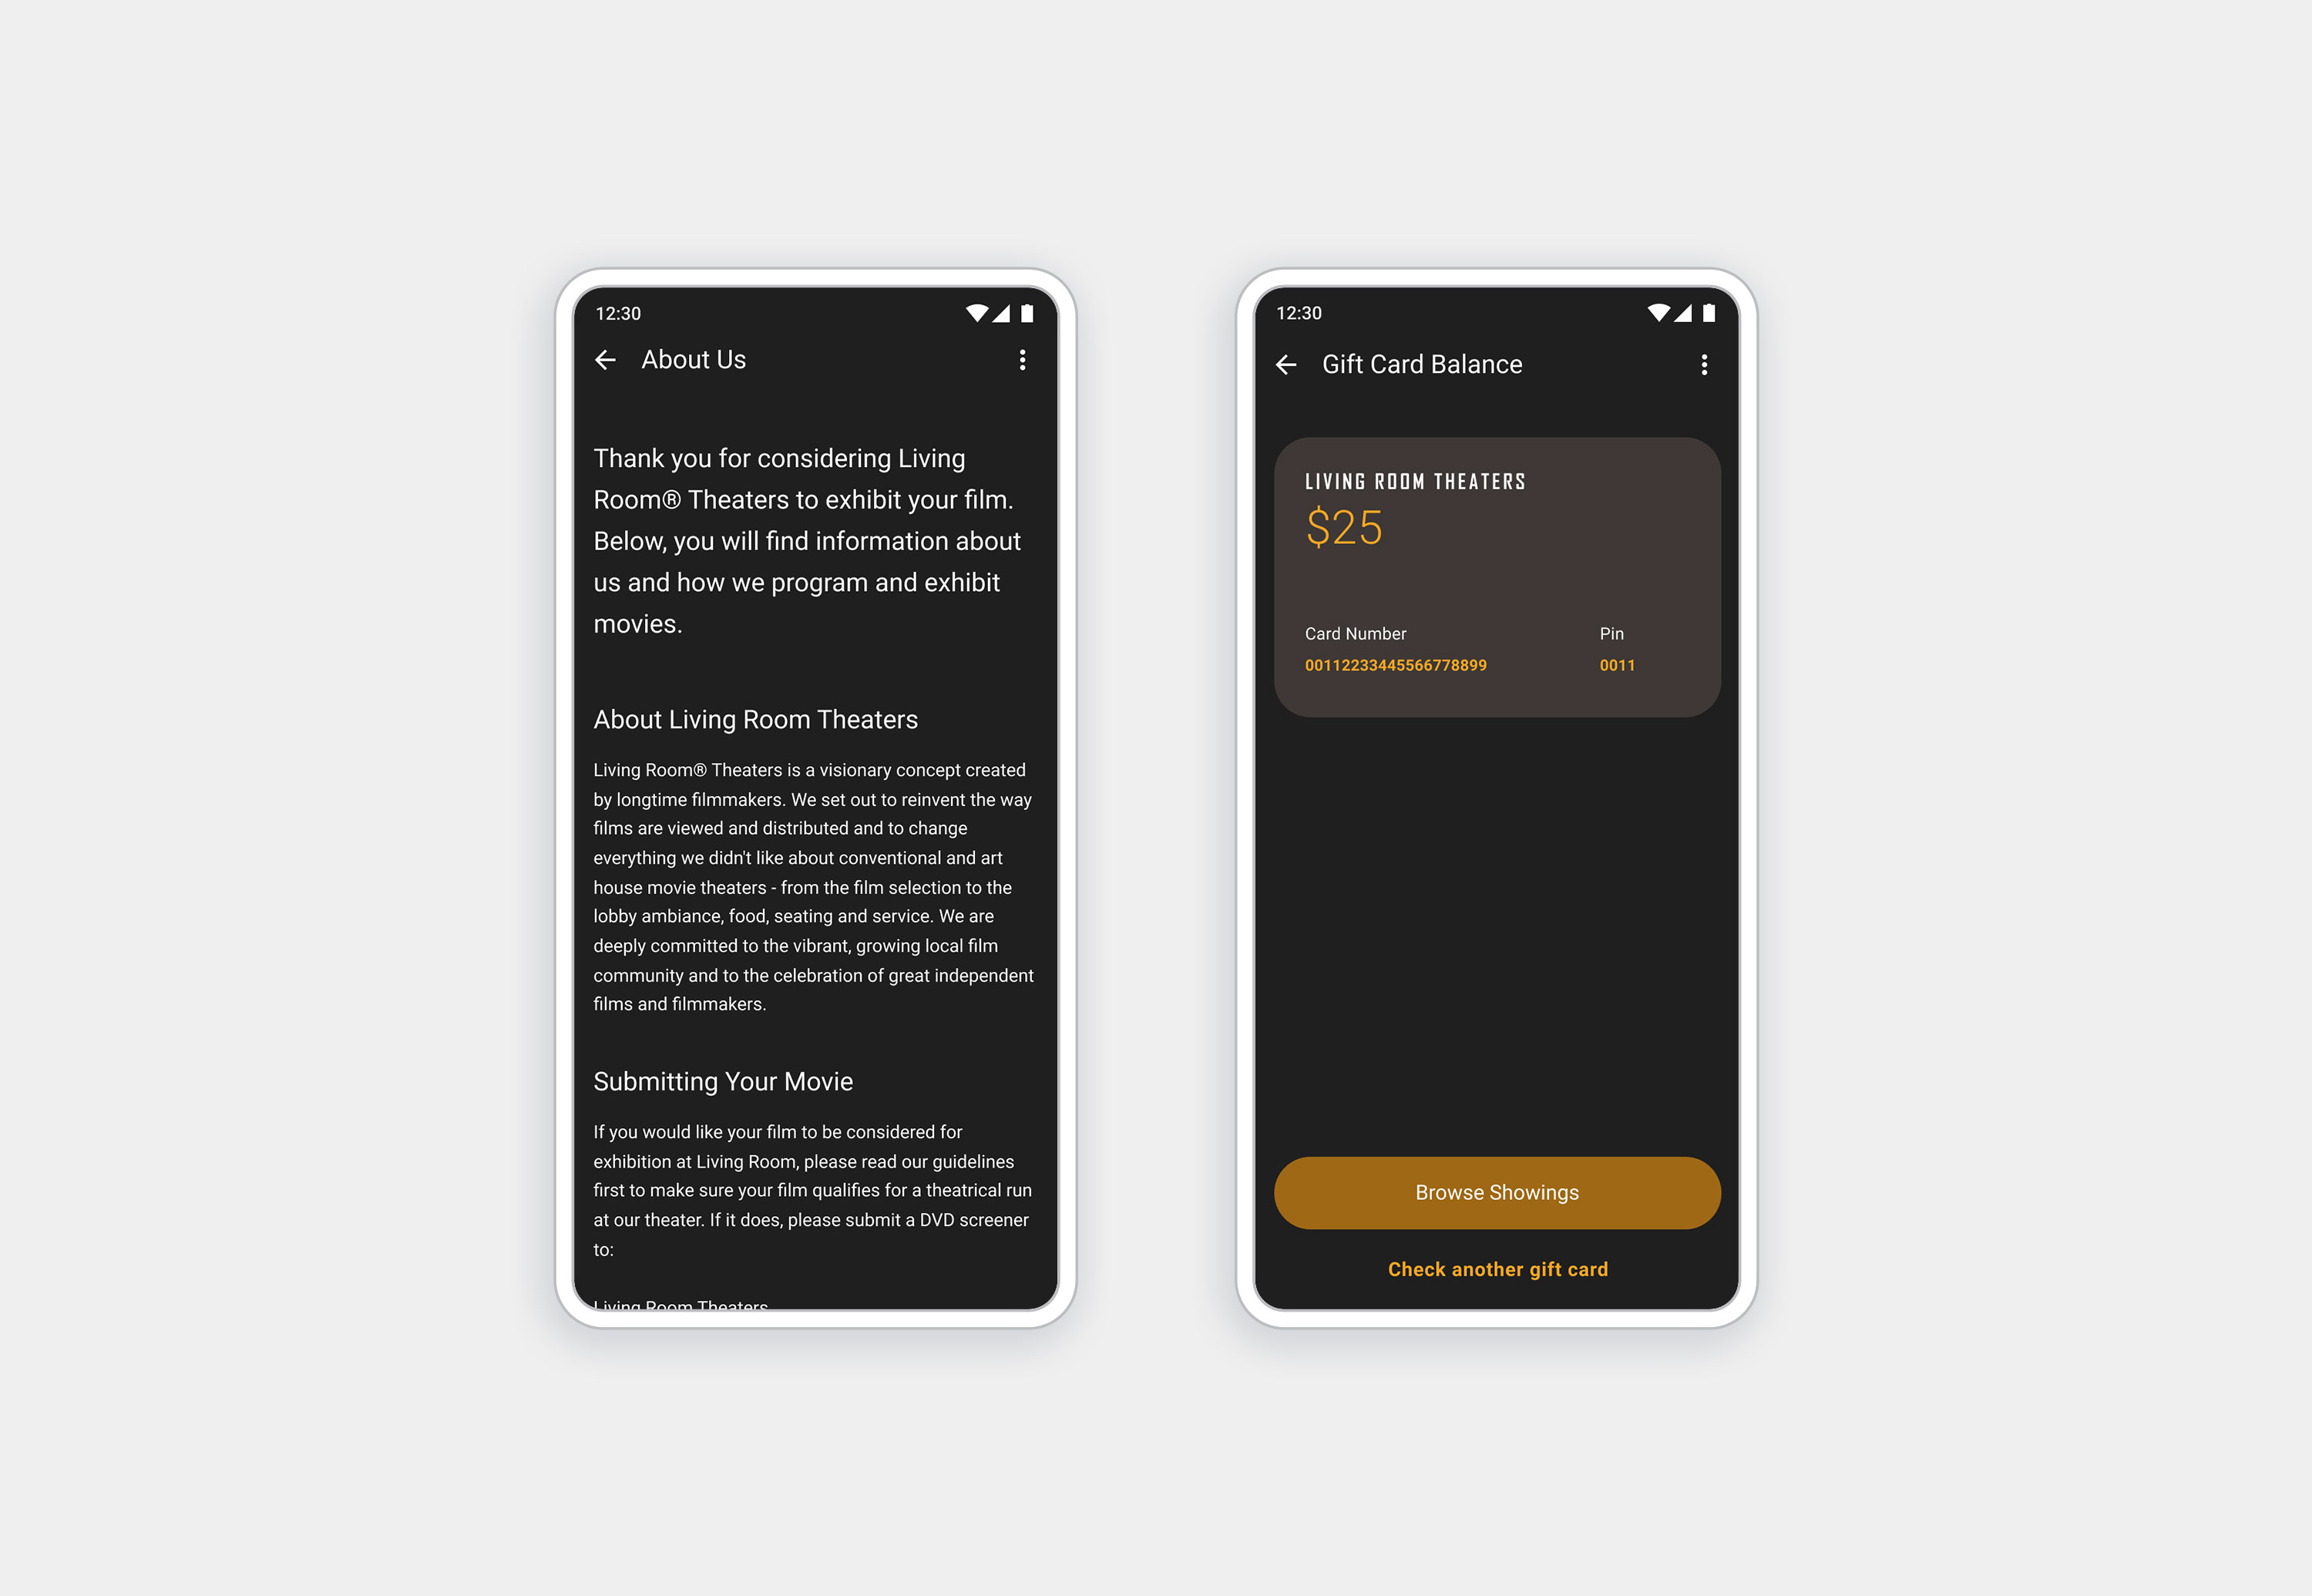 12:30
About Us
Thank you for considering Living
Room® Theaters to exhibit your film.
Below, you will find information about
us and how we program and exhibit
movies.
About Living Room Theaters
Living Room® Theaters is a visionary concept created
by longtime filmmakers. We set out to reinvent the way
films are viewed and distributed and to change
everything we didn't like about conventional and art
house movie theaters - from the film selection to the
lobby ambiance, food, seating and service. We are
deeply committed to the vibrant, growing local film
community and to the celebration of great independent
films and filmmakers.
Submitting Your Movie
If you would like your film to be considered for
exhibition at Living Room, please read our guidelines
first to make sure your film qualifies for a theatrical run
at our theater. If it does, please submit a DVD screener
to:
Living Room Theaters
12:30
Gift Card Balance
LIVING ROOM THEATERS
$25
Card Number
Pin
00112233445566778899
0011
Browse Showings
Check another gift card